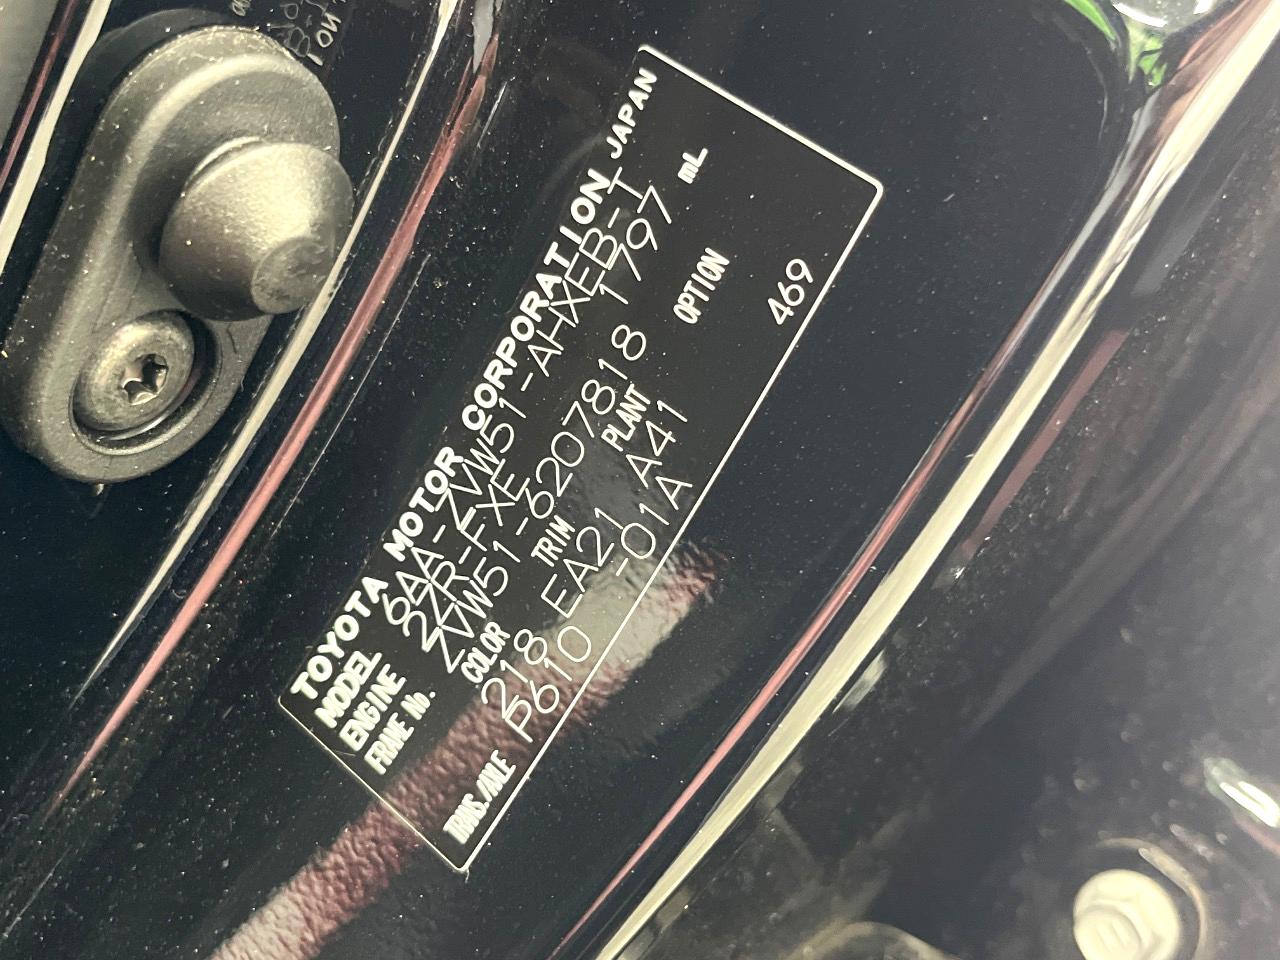 TOYOTA MOTOR CORPORATION JAPAN
MODEL 6AA-ZVW51-AHXEB-T
ENGINE 2ZR-FXE 1797 mL
FRAME No. ZVW51-6207818
COLOR TRIM PLANT OPTION
218 EA21 A41 469
TRANS./AXLE P610 -01A